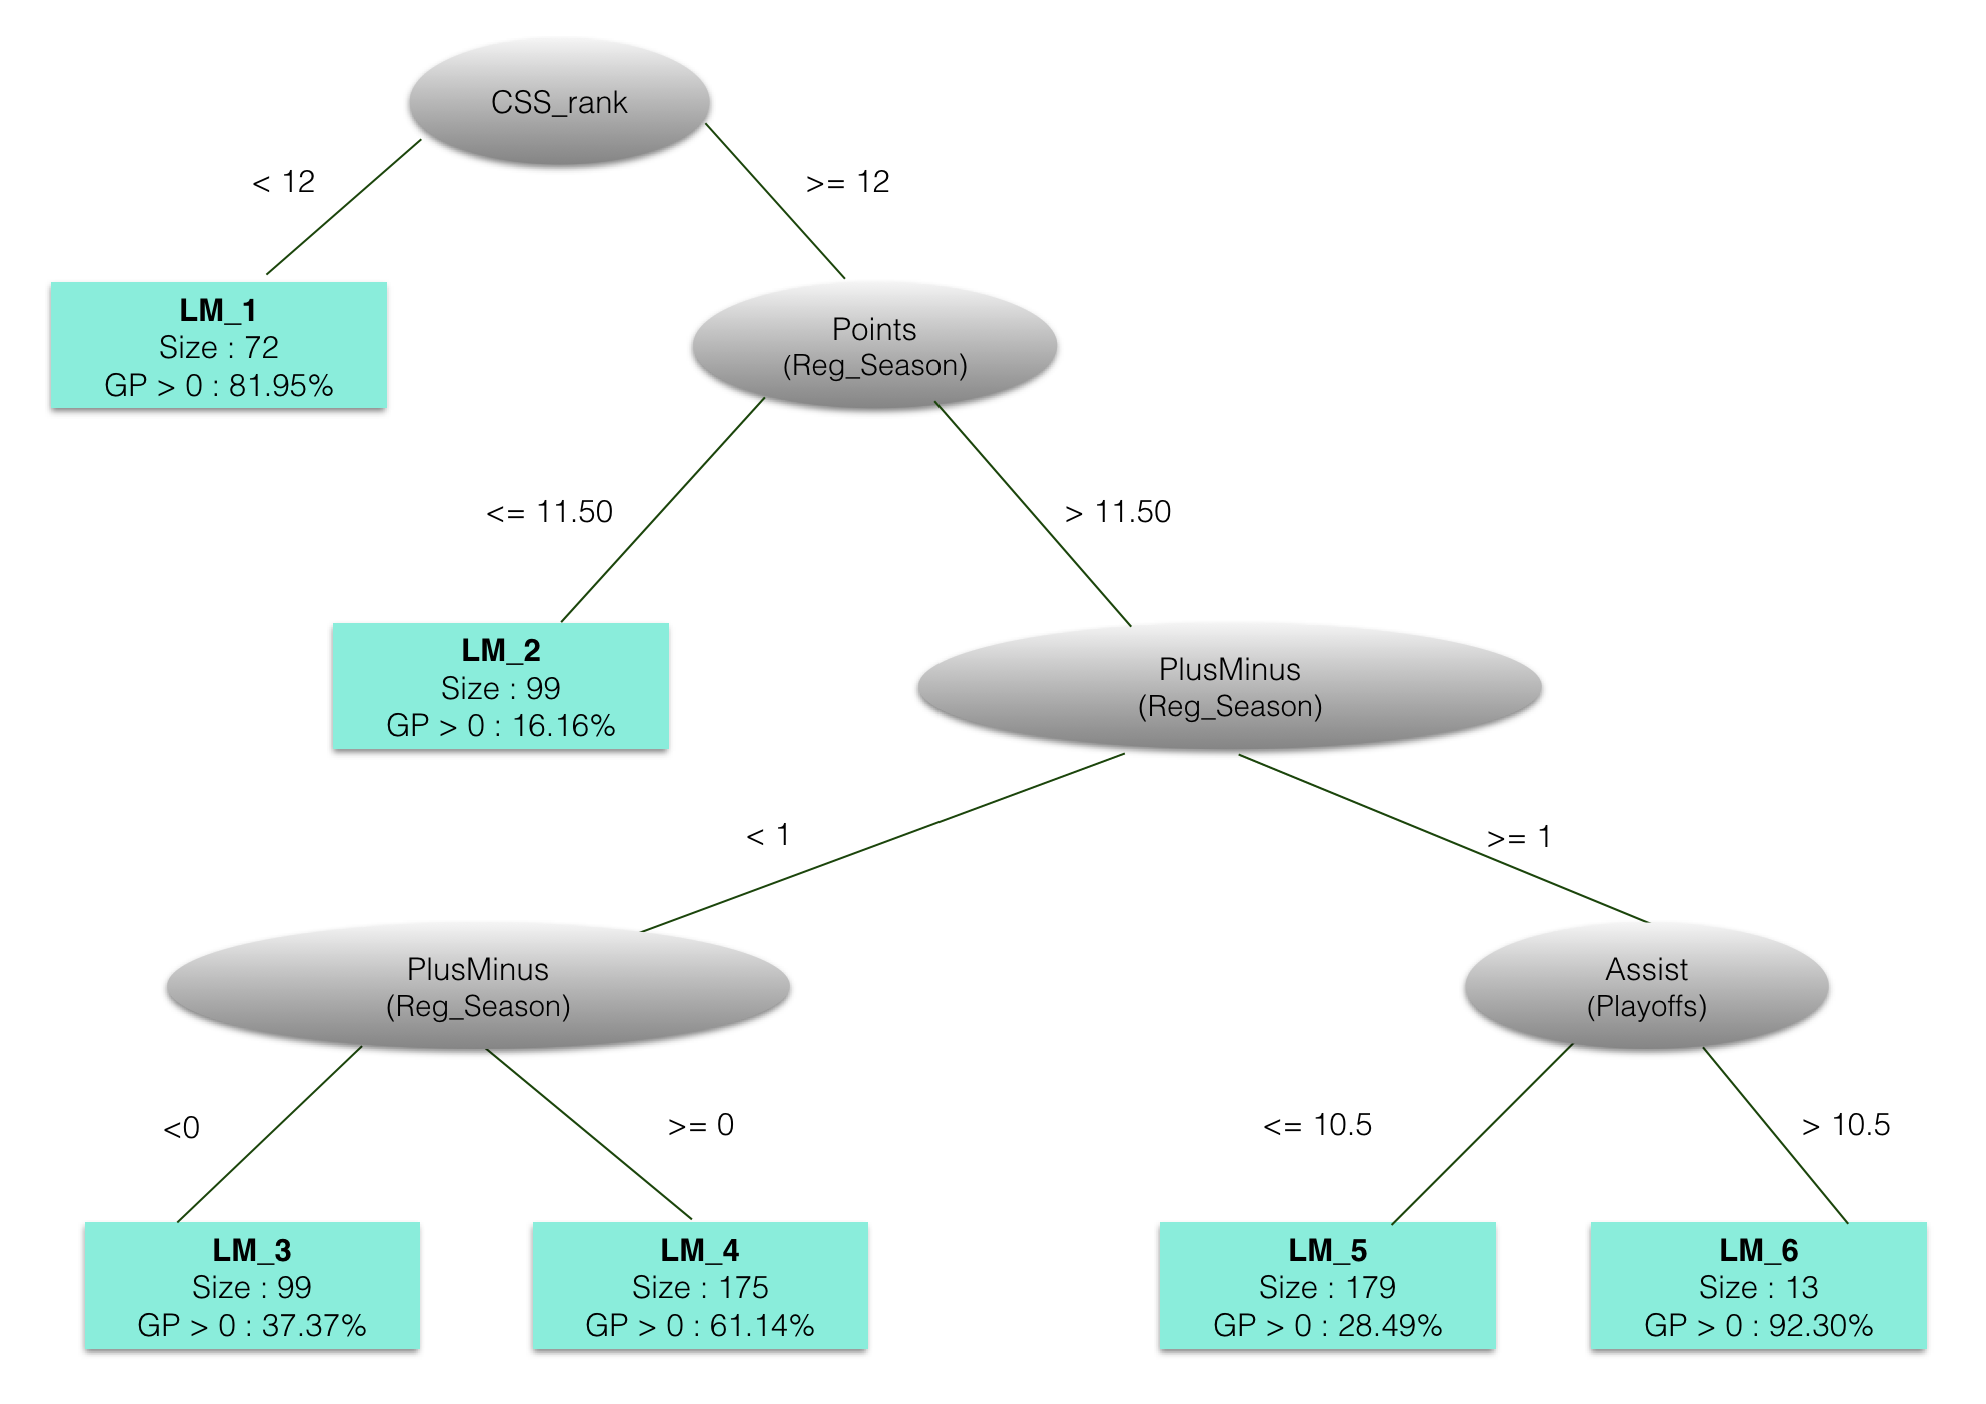 CSS_rank
< 12
>= 12
LM_1
Size : 72
GP > 0 : 81.95%
Points
(Reg_Season)
<= 11.50
> 11.50
LM_2
Size : 99
GP > 0 : 16.16%
PlusMinus
(Reg_Season)
< 1
>= 1
PlusMinus
(Reg_Season)
Assist
(Playoffs)
<0
>= 0
<= 10.5
> 10.5
LM_3
Size : 99
GP > 0 : 37.37%
LM_4
Size : 175
GP > 0 : 61.14%
LM_5
Size : 179
GP > 0 : 28.49%
LM_6
Size : 13
GP > 0 : 92.30%